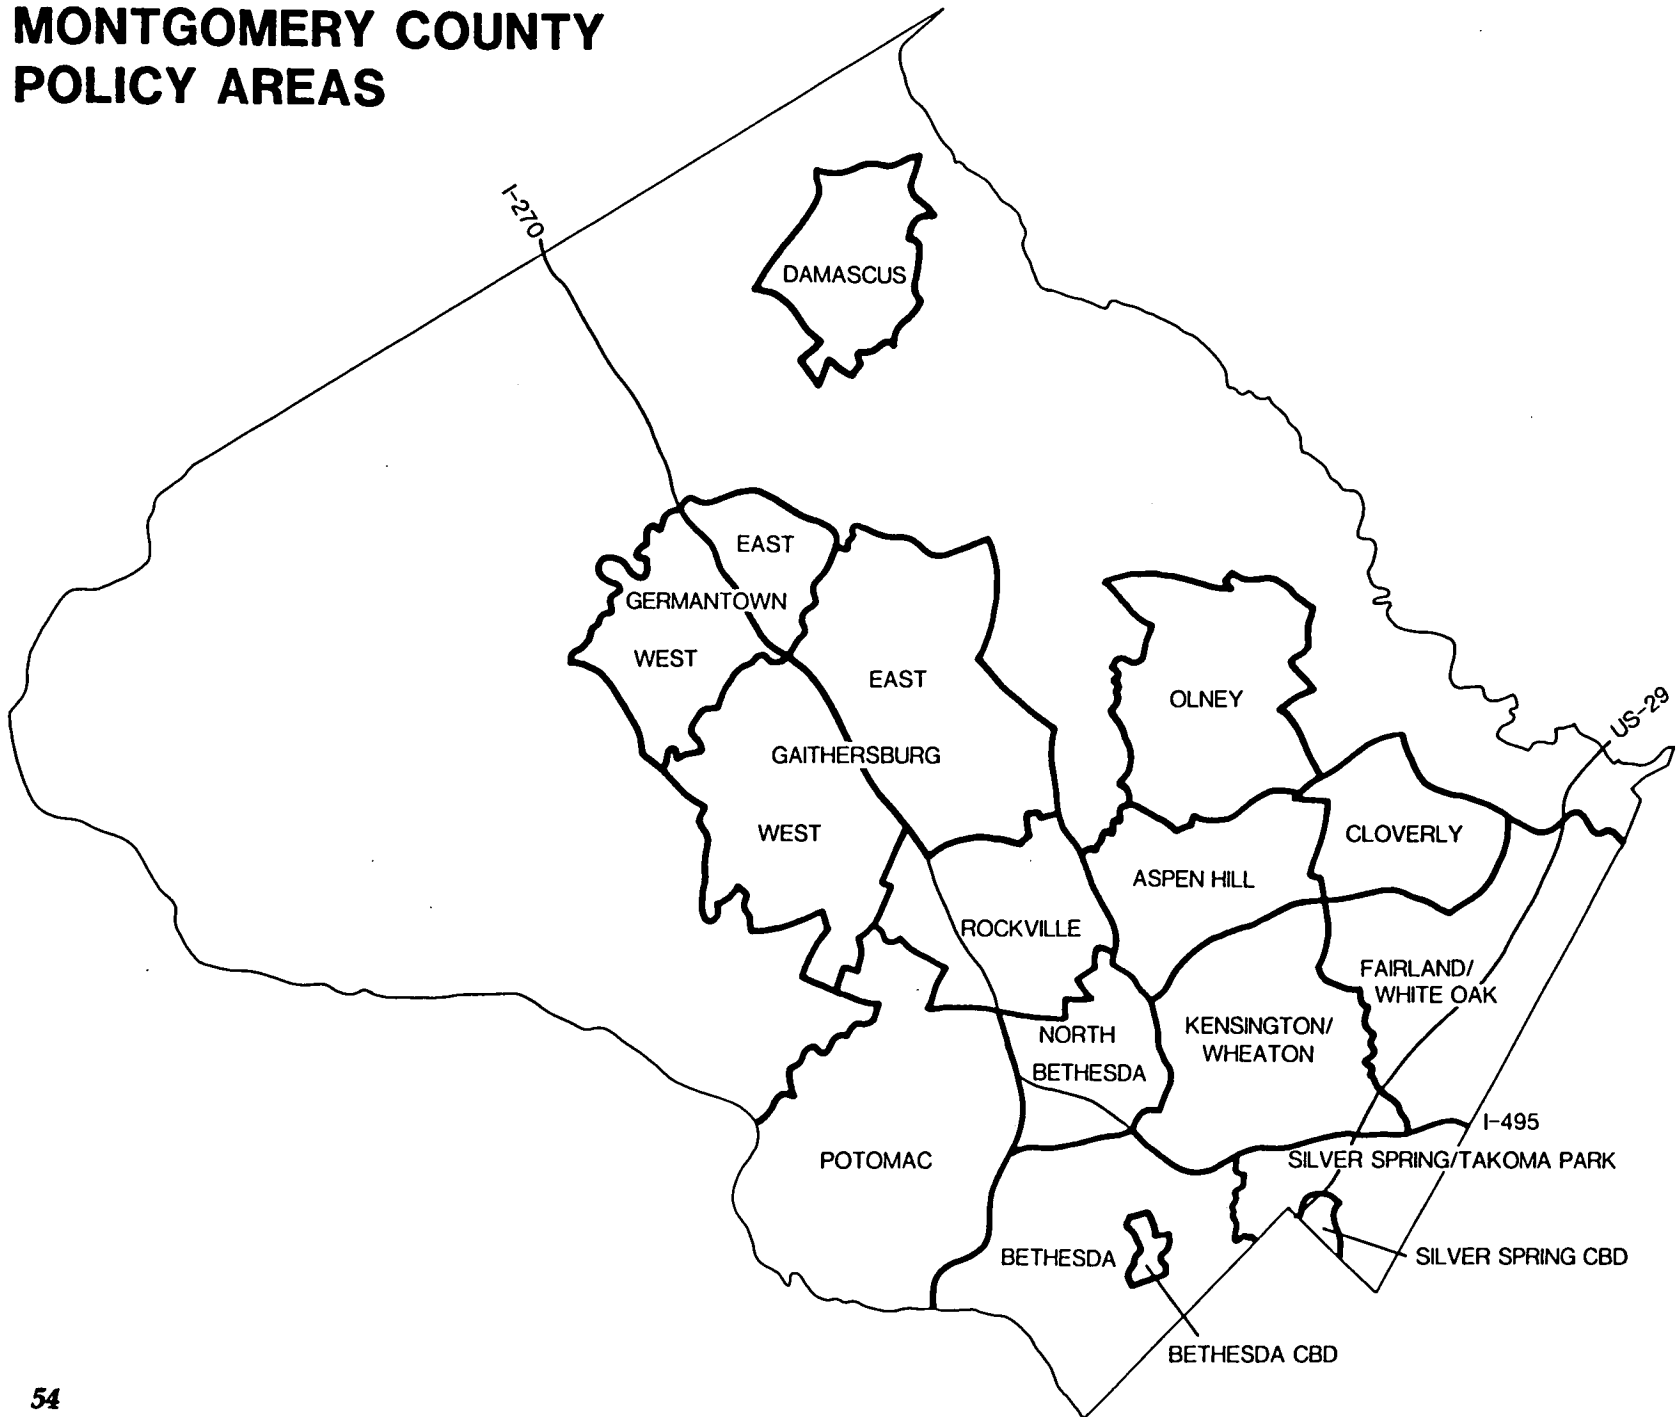 MONTGOMERY COUNTY
POLICY AREAS
I-270
DAMASCUS
EAST
GERMANTOWN
WEST
EAST
OLNEY
US-29
GAITHERSBURG
WEST
CLOVERLY
ASPEN HILL
ROCKVILLE
FAIRLAND/
WHITE OAK
NORTH
BETHESDA
KENSINGTON/
WHEATON
I-495
POTOMAC
SILVER SPRING/TAKOMA PARK
BETHESDA
SILVER SPRING CBD
BETHESDA CBD
54